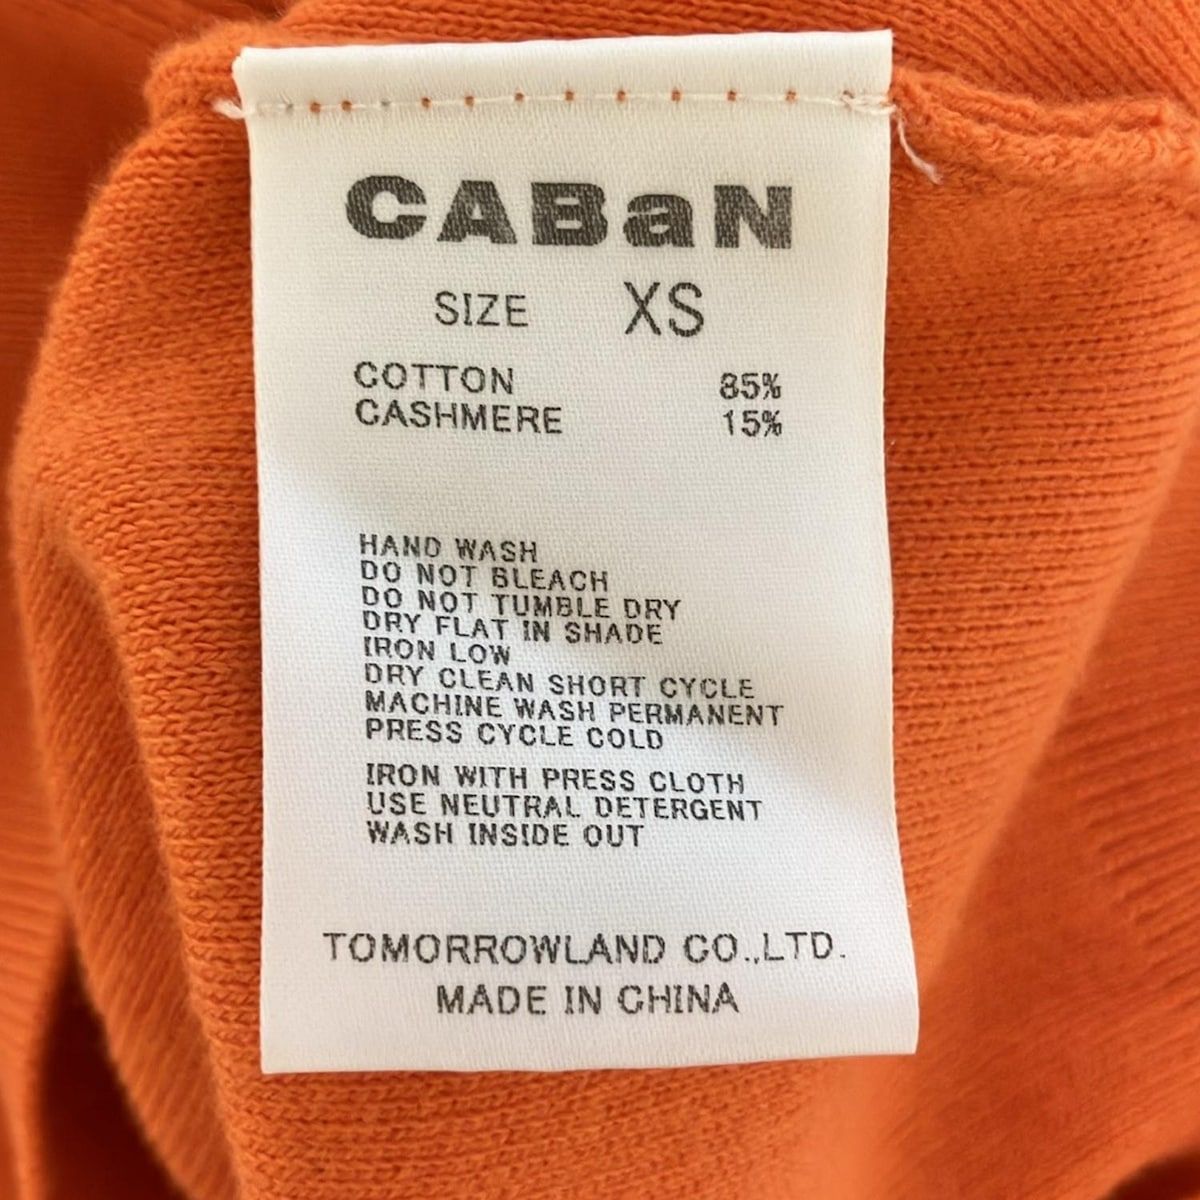 CABaN
SIZE XS
COTTON 85%
CASHMERE 15%
HAND WASH
DO NOT BLEACH
DO NOT TUMBLE DRY
DRY FLAT IN SHADE
IRON LOW
DRY CLEAN SHORT CYCLE
MACHINE WASH PERMANENT
PRESS CYCLE COLD
IRON WITH PRESS CLOTH
USE NEUTRAL DETERGENT
WASH INSIDE OUT
TOMORROWLAND CO.,LTD.
MADE IN CHINA